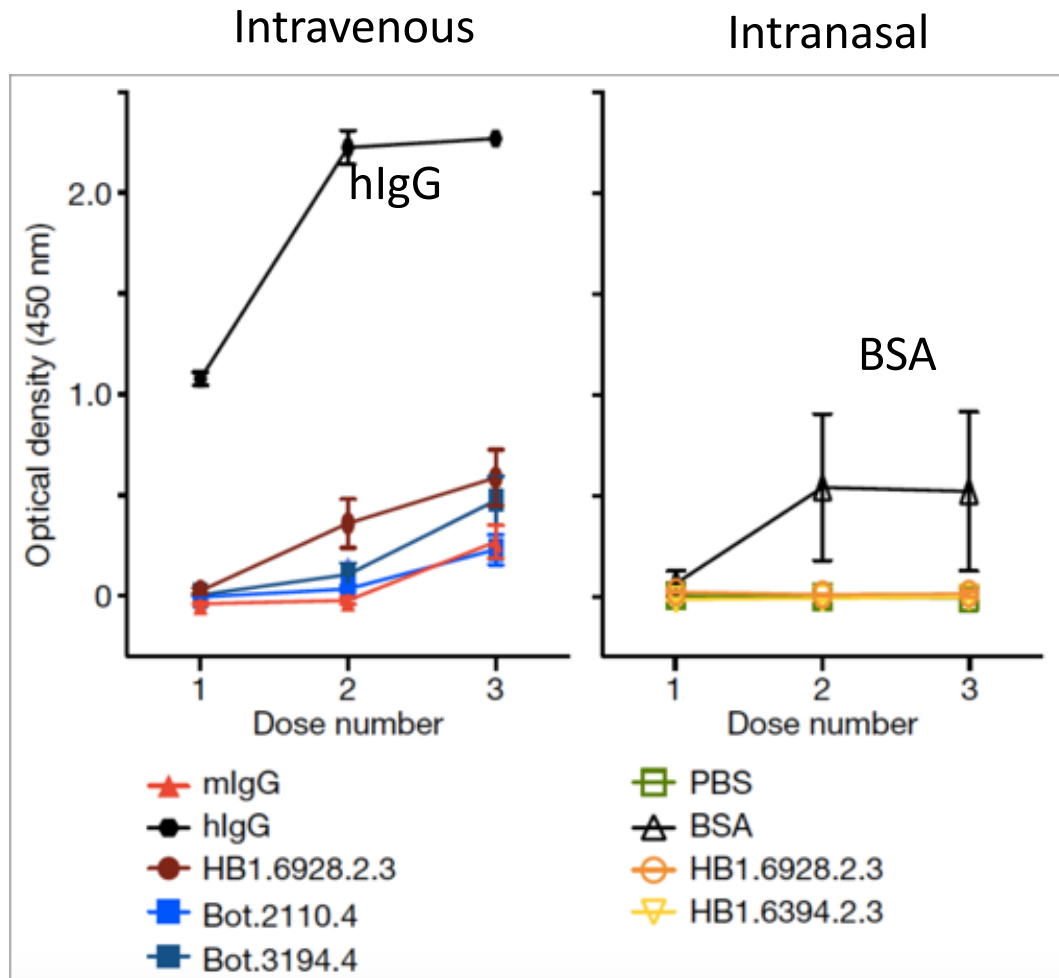 Intravenous
Intranasal
Optical density (450 nm)
2.0
1.0
0
hIgG
BSA
1 2 3
Dose number
1 2 3
Dose number
mIgG
hIgG
HB1.6928.2.3
Bot.2110.4
Bot.3194.4
PBS
BSA
HB1.6928.2.3
HB1.6394.2.3